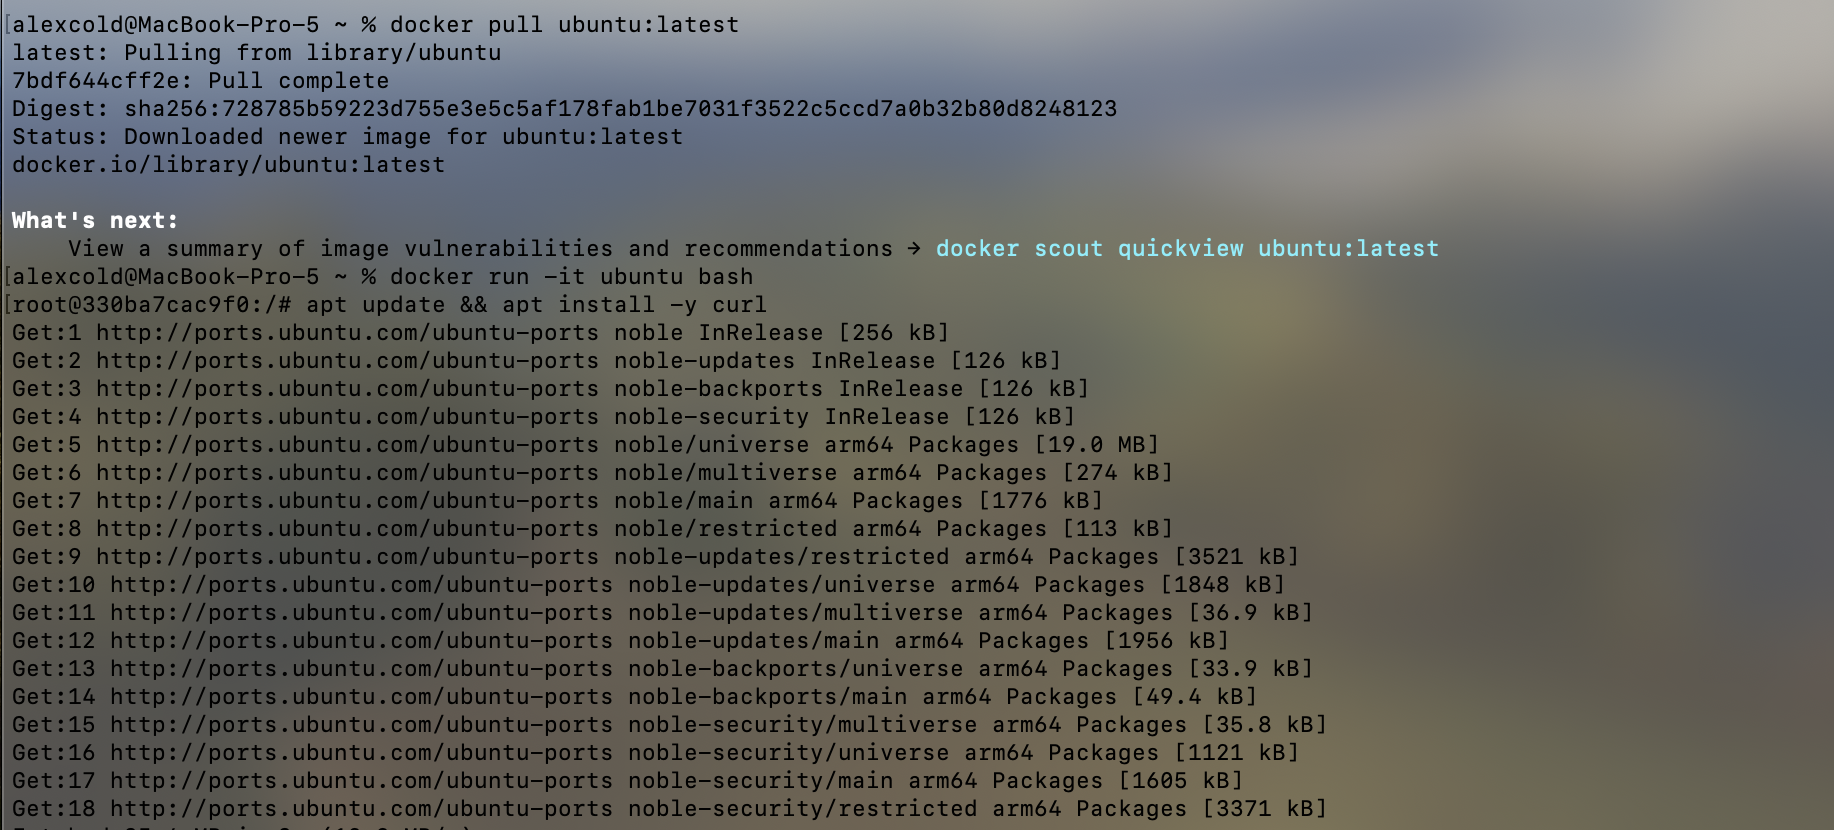 [alexcold@MacBook-Pro-5 ~ % docker pull ubuntu:latest
latest: Pulling from library/ubuntu
7bdf644cff2e: Pull complete
Digest: sha256:728785b59223d755e3e5c5af178fab1be7031f3522c5ccd7a0b32b80d8248123
Status: Downloaded newer image for ubuntu:latest
docker.io/library/ubuntu:latest
What's next:
View a summary of image vulnerabilities and recommendations → docker scout quickview ubuntu:latest
[alexcold@MacBook-Pro-5 ~ % docker run -it ubuntu bash
[root@330ba7cac9f0:/# apt update && apt install -y curl
Get:1 http://ports.ubuntu.com/ubuntu-ports noble InRelease [256 kB]
Get:2 http://ports.ubuntu.com/ubuntu-ports noble-updates InRelease [126 kB]
Get:3 http://ports.ubuntu.com/ubuntu-ports noble-backports InRelease [126 kB]
Get:4 http://ports.ubuntu.com/ubuntu-ports noble-security InRelease [126 kB]
Get:5 http://ports.ubuntu.com/ubuntu-ports noble/universe arm64 Packages [19.0 MB]
Get:6 http://ports.ubuntu.com/ubuntu-ports noble/multiverse arm64 Packages [274 kB]
Get:7 http://ports.ubuntu.com/ubuntu-ports noble/main arm64 Packages [1776 kB]
Get:8 http://ports.ubuntu.com/ubuntu-ports noble/restricted arm64 Packages [113 kB]
Get:9 http://ports.ubuntu.com/ubuntu-ports noble-updates/restricted arm64 Packages [3521 kB]
Get:10 http://ports.ubuntu.com/ubuntu-ports noble-updates/universe arm64 Packages [1848 kB]
Get:11 http://ports.ubuntu.com/ubuntu-ports noble-updates/multiverse arm64 Packages [36.9 kB]
Get:12 http://ports.ubuntu.com/ubuntu-ports noble-updates/main arm64 Packages [1956 kB]
Get:13 http://ports.ubuntu.com/ubuntu-ports noble-backports/universe arm64 Packages [33.9 kB]
Get:14 http://ports.ubuntu.com/ubuntu-ports noble-backports/main arm64 Packages [49.4 kB]
Get:15 http://ports.ubuntu.com/ubuntu-ports noble-security/multiverse arm64 Packages [35.8 kB]
Get:16 http://ports.ubuntu.com/ubuntu-ports noble-security/universe arm64 Packages [1121 kB]
Get:17 http://ports.ubuntu.com/ubuntu-ports noble-security/main arm64 Packages [1605 kB]
Get:18 http://ports.ubuntu.com/ubuntu-ports noble-security/restricted arm64 Packages [3371 kB]